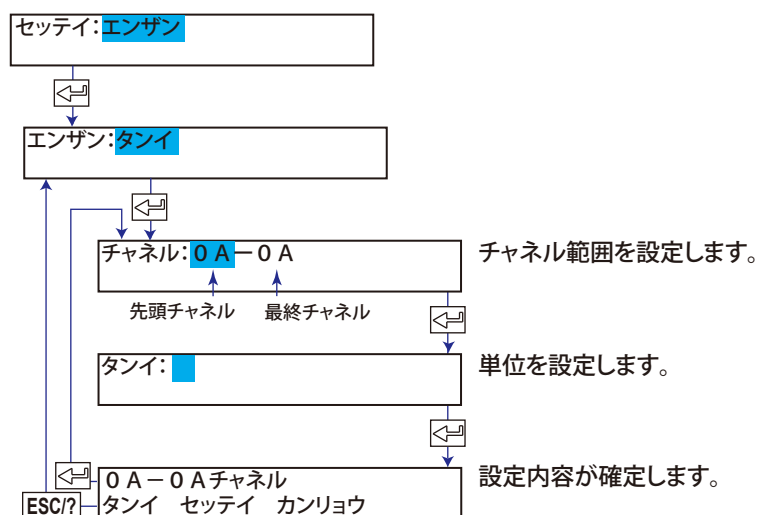 セッテイ:エンザン
エンザン:タンイ
チャネル:0A-0A
チャネル範囲を設定します。
先頭チャネル 最終チャネル
タンイ:
単位を設定します。
0A-0Aチャネル
設定内容が確定します。
ESC/?
タンイ セッテイ カンリョウ